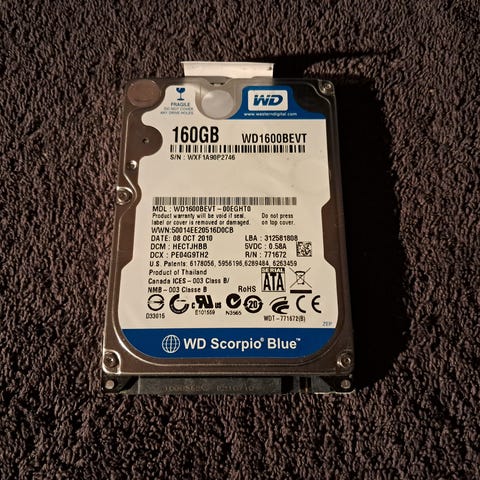 FRAGILE
DO NOT COVER
ANY DRIVE HOLES
WD
www.westerndigital.com
160GB WD1600BEVT
S/N : WXF1A90P2746
MDL : WD1600BEVT - 00EGHT0
Product warranty will be void if seal,
label or cover is removed or damaged.
Do not press
on top
WWN:50014EE20516D0CB
DATE: 08 OCT 2010 LBA : 312581808
DCM : HECTJHBB 5VDC : 0.58A
DCX : PE04G9TH2 R/N : 771672
U.S. Patents: 6178056, 5956196,6289484, 6263459
Product of Thailand
Canada ICES - 003 Class B/
NMB - 003 Classe B
RoHS
SERIAL
ATA
20
D33015 E101559 N3565 WDT -771672(B)
ZEP
WD Scorpio® Blue™